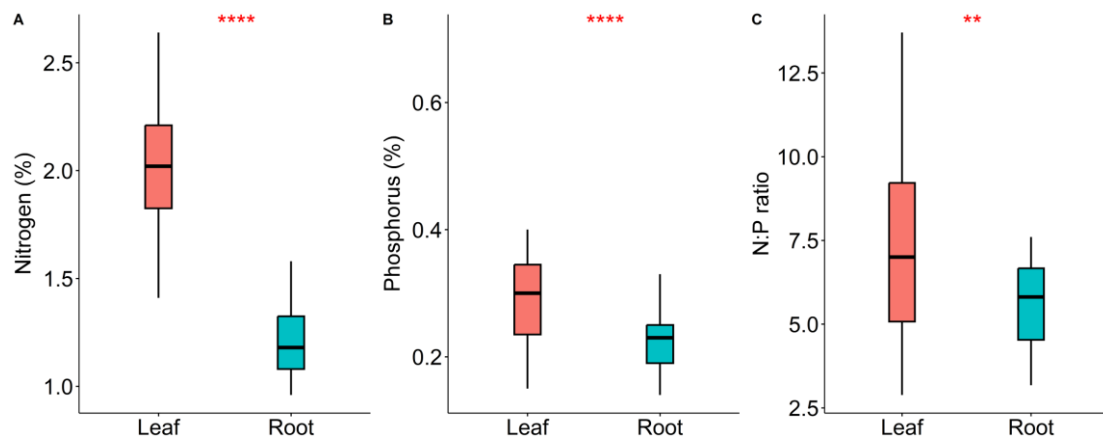 A
****
Nitrogen (%)
2.5
2.0
1.5
1.0
Leaf
Root
B
****
Phosphorus (%)
0.6
0.4
0.2
Leaf
Root
C
**
N:P ratio
12.5
10.0
7.5
5.0
2.5
Leaf
Root